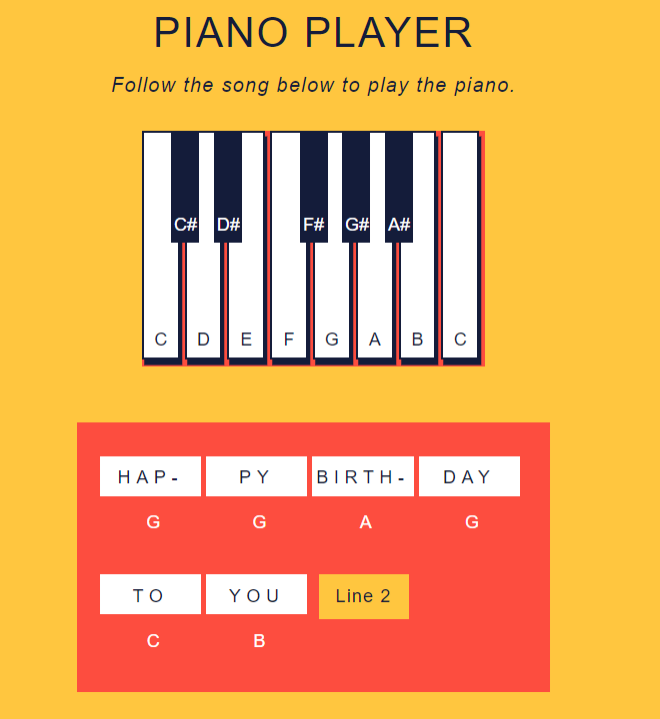 PIANO PLAYER
Follow the song below to play the piano.
C# D# F# G# A#
C D E F G A B C
HAP- PY BIRTH- DAY
G G A G
TO YOU Line 2
C B